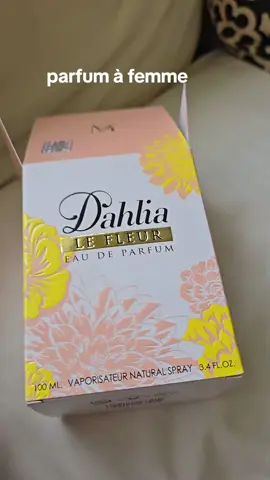 parfum à femme
M
Dahlia
LE FLEUR
EAU DE PARFUM
100 ML. VAPORISATEUR NATURAL SPRAY 3.4 FL.OZ.